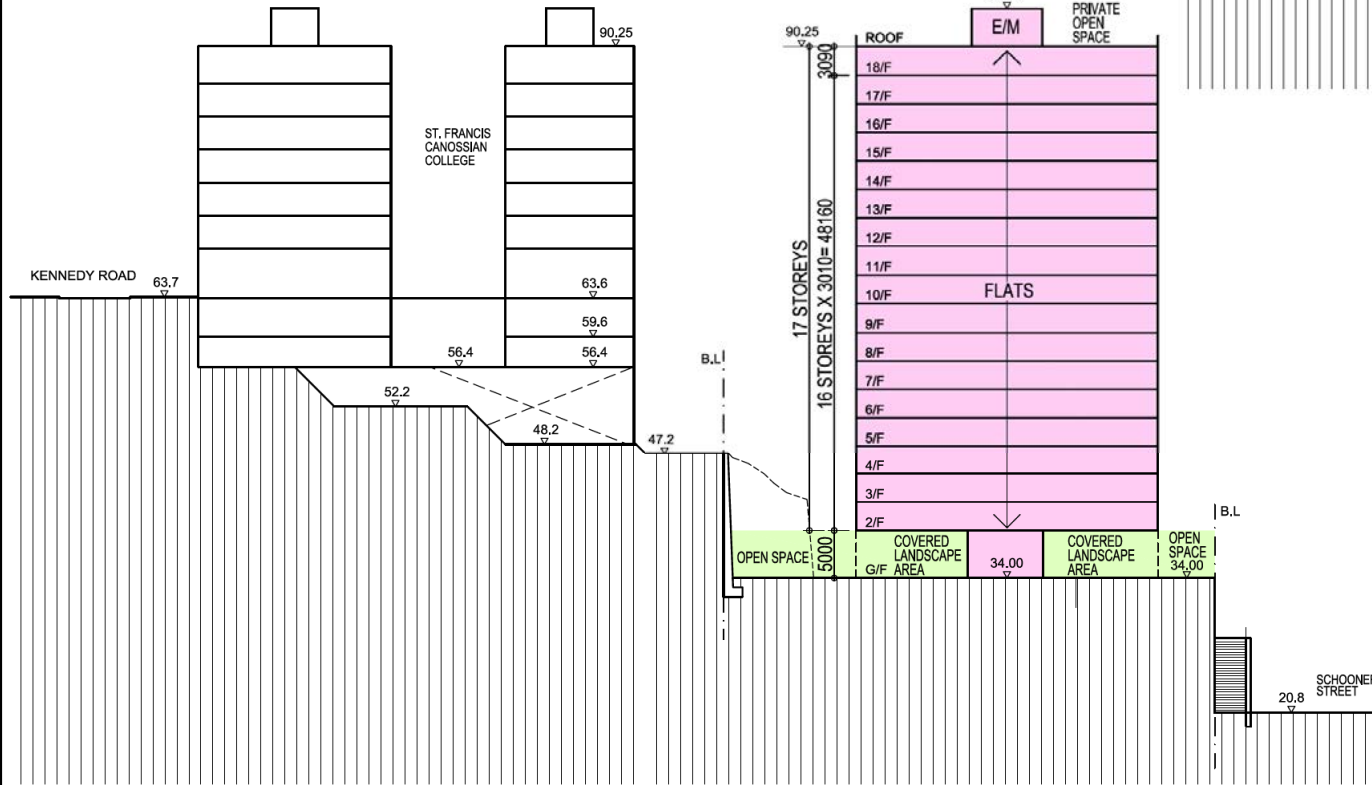 90.25
ST. FRANCIS
CANOSSIAN
COLLEGE
KENNEDY ROAD
63.7
63.6
59.6
56.4
56.4
52.2
48.2
47.2
B.L
90.25
3090
17 STOREYS
16 STOREYS X 3010= 48160
5000
E/M
PRIVATE
OPEN
SPACE
ROOF
18/F
17/F
16/F
15/F
14/F
13/F
12/F
11/F
10/F
FLATS
9/F
8/F
7/F
6/F
5/F
4/F
3/F
2/F
OPEN SPACE
G/F
COVERED
LANDSCAPE
AREA
34.00
COVERED
LANDSCAPE
AREA
OPEN
SPACE
34.00
B.L
SCHOONER
STREET
20.8